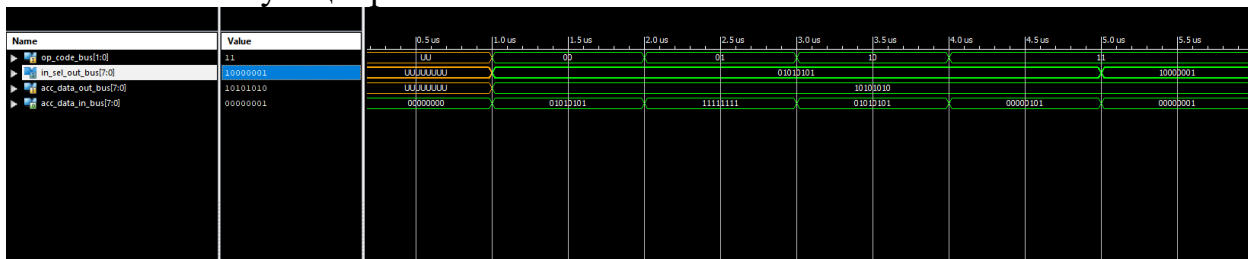 Name Value 0.5 us 1.0 us 1.5 us 2.0 us 2.5 us 3.0 us 3.5 us 4.0 us 4.5 us 5.0 us 5.5 us
op_code_bus[1:0] 11 UU 00 01 10 11
in_sel_out_bus[7:0] 10000001 UUUUUUUU 01010101 10000001
acc_data_out_bus[7:0] 10101010 UUUUUUUU 10101010
acc_data_in_bus[7:0] 00000001 00000000 01010101 11111111 01010101 00000101 00000001